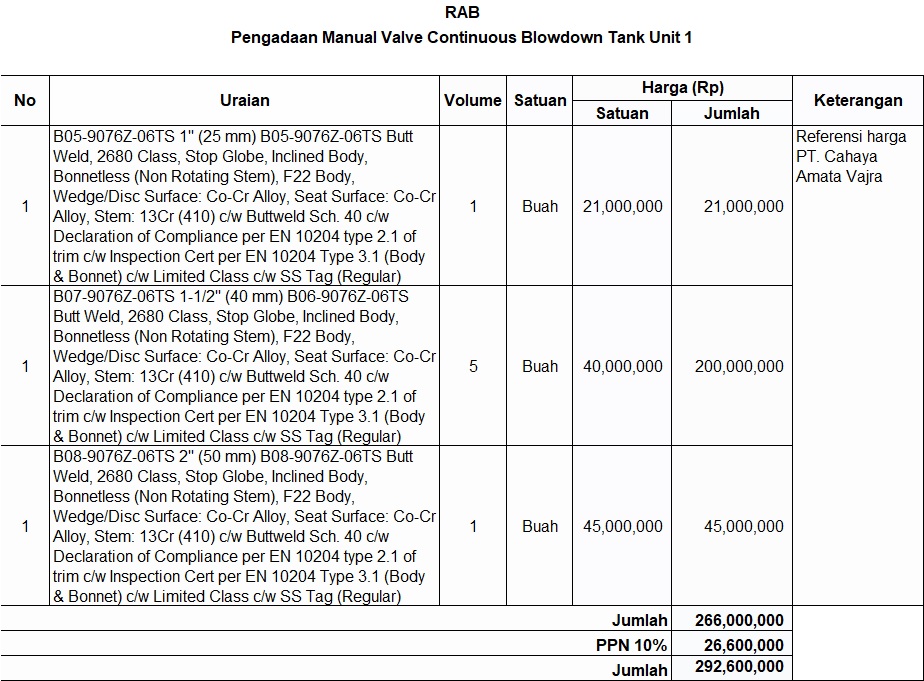 RAB
Pengadaan Manual Valve Continuous Blowdown Tank Unit 1
No
Uraian
Volume
Satuan
Harga (Rp)
Satuan
Jumlah
Keterangan
1
B05-9076Z-06TS 1" (25 mm) B05-9076Z-06TS Butt
Weld, 2680 Class, Stop Globe, Inclined Body,
Bonnetless (Non Rotating Stem), F22 Body,
Wedge/Disc Surface: Co-Cr Alloy, Seat Surface: Co-Cr
Alloy, Stem: 13Cr (410) c/w Buttweld Sch. 40 c/w
Declaration of Compliance per EN 10204 type 2.1 of
trim c/w Inspection Cert per EN 10204 Type 3.1 (Body
& Bonnet) c/w Limited Class c/w SS Tag (Regular)
1
Buah
21,000,000
21,000,000
Referensi harga
PT. Cahaya
Amata Vajra
1
B07-9076Z-06TS 1-1/2" (40 mm) B06-9076Z-06TS
Butt Weld, 2680 Class, Stop Globe, Inclined Body,
Bonnetless (Non Rotating Stem), F22 Body,
Wedge/Disc Surface: Co-Cr Alloy, Seat Surface: Co-Cr
Alloy, Stem: 13Cr (410) c/w Buttweld Sch. 40 c/w
Declaration of Compliance per EN 10204 type 2.1 of
trim c/w Inspection Cert per EN 10204 Type 3.1 (Body
& Bonnet) c/w Limited Class c/w SS Tag (Regular)
5
Buah
40,000,000
200,000,000
1
B08-9076Z-06TS 2" (50 mm) B08-9076Z-06TS Butt
Weld, 2680 Class, Stop Globe, Inclined Body,
Bonnetless (Non Rotating Stem), F22 Body,
Wedge/Disc Surface: Co-Cr Alloy, Seat Surface: Co-Cr
Alloy, Stem: 13Cr (410) c/w Buttweld Sch. 40 c/w
Declaration of Compliance per EN 10204 type 2.1 of
trim c/w Inspection Cert per EN 10204 Type 3.1 (Body
& Bonnet) c/w Limited Class c/w SS Tag (Regular)
1
Buah
45,000,000
45,000,000
Jumlah 266,000,000
PPN 10% 26,600,000
Jumlah 292,600,000